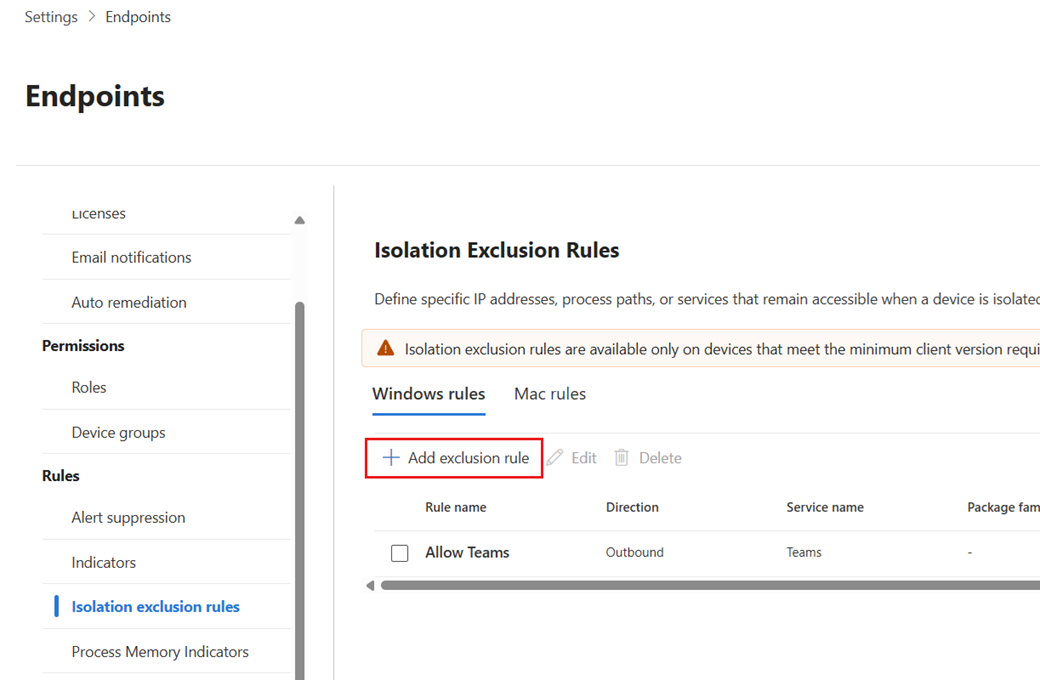 Settings > Endpoints
Endpoints
Licenses
Email notifications
Auto remediation
Permissions
Roles
Device groups
Rules
Alert suppression
Indicators
Isolation exclusion rules
Process Memory Indicators
Isolation Exclusion Rules
Define specific IP addresses, process paths, or services that remain accessible when a device is isolated
Isolation exclusion rules are available only on devices that meet the minimum client version requi
Windows rules Mac rules
Add exclusion rule Edit Delete
Rule name Direction Service name Package fam
Allow Teams Outbound Teams -